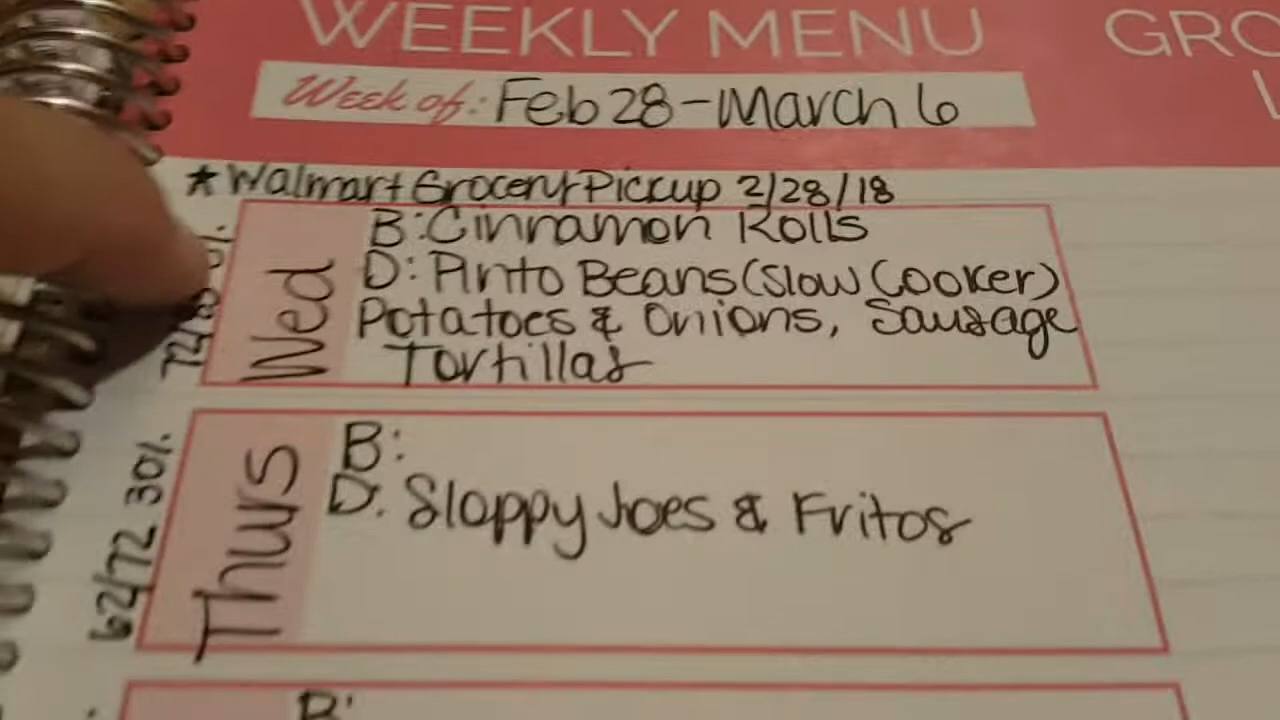 WEEKLY MENU
GRO
Week of: Feb 28 - March 6
★ Walmart Grocery Pickup 2/28/18
Wed
B: Cinnamon Rolls
D: Pinto Beans (Slow Cooker)
Potatoes & Onions, Sausage
Tortillas
62/72 30%
Thurs
B:
D: Sloppy Joes & Fritos
B: